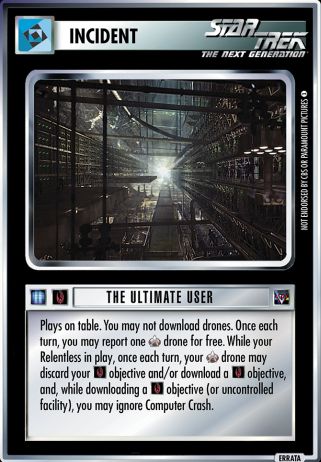 INCIDENT
STAR TREK
THE NEXT GENERATION
NOT ENDORSED BY CBS OR PARAMOUNT PICTURES
THE ULTIMATE USER
Plays on table. You may not download drones. Once each
turn, you may report one drone for free. While your
Relentless in play, once each turn, your drone may
discard your objective and/or download a objective,
and, while downloading a objective (or uncontrolled
facility), you may ignore Computer Crash.
ERRATA